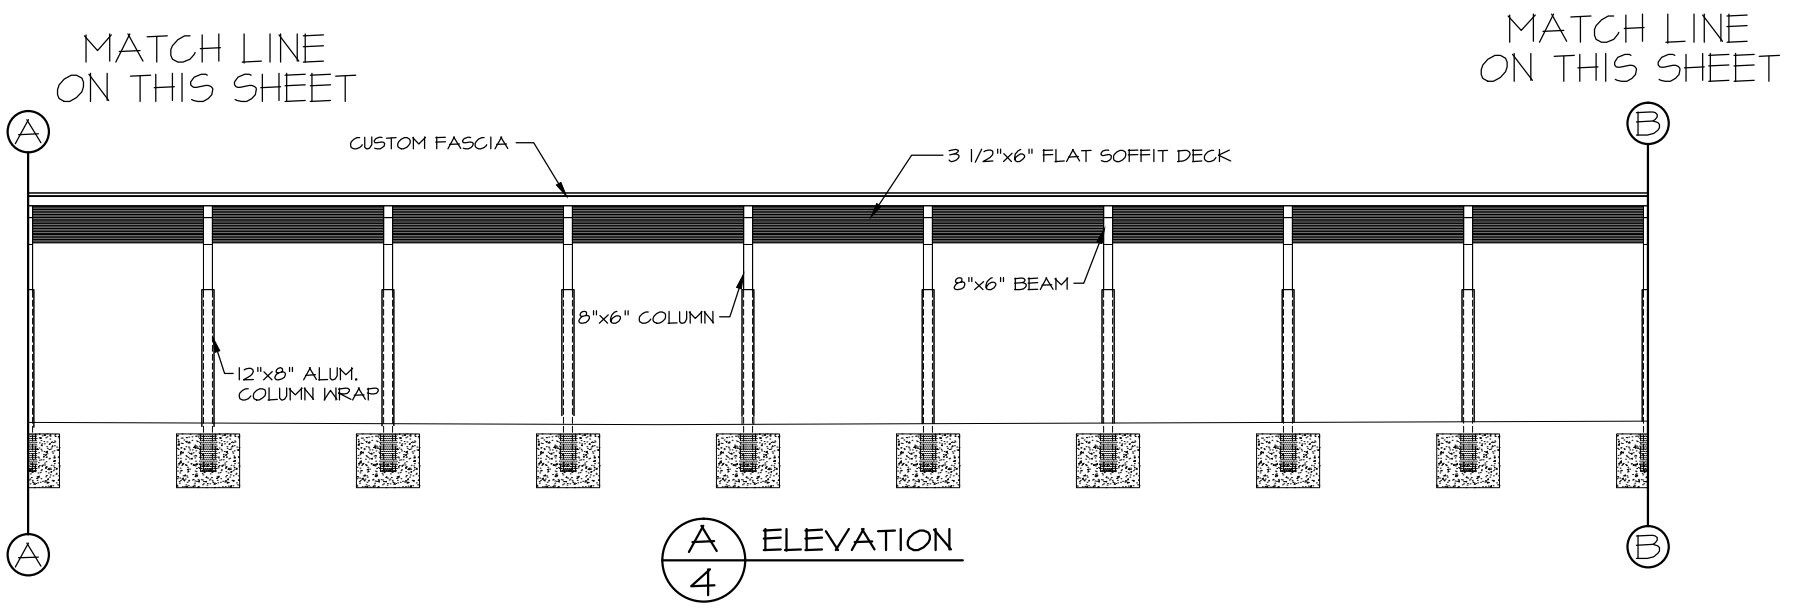 MATCH LINE
ON THIS SHEET
MATCH LINE
ON THIS SHEET
A
B
CUSTOM FASCIA
3 1/2"x6" FLAT SOFFIT DECK
8"x6" BEAM
8"x6" COLUMN
12"x8" ALUM.
COLUMN WRAP
A
B
A
4
ELEVATION